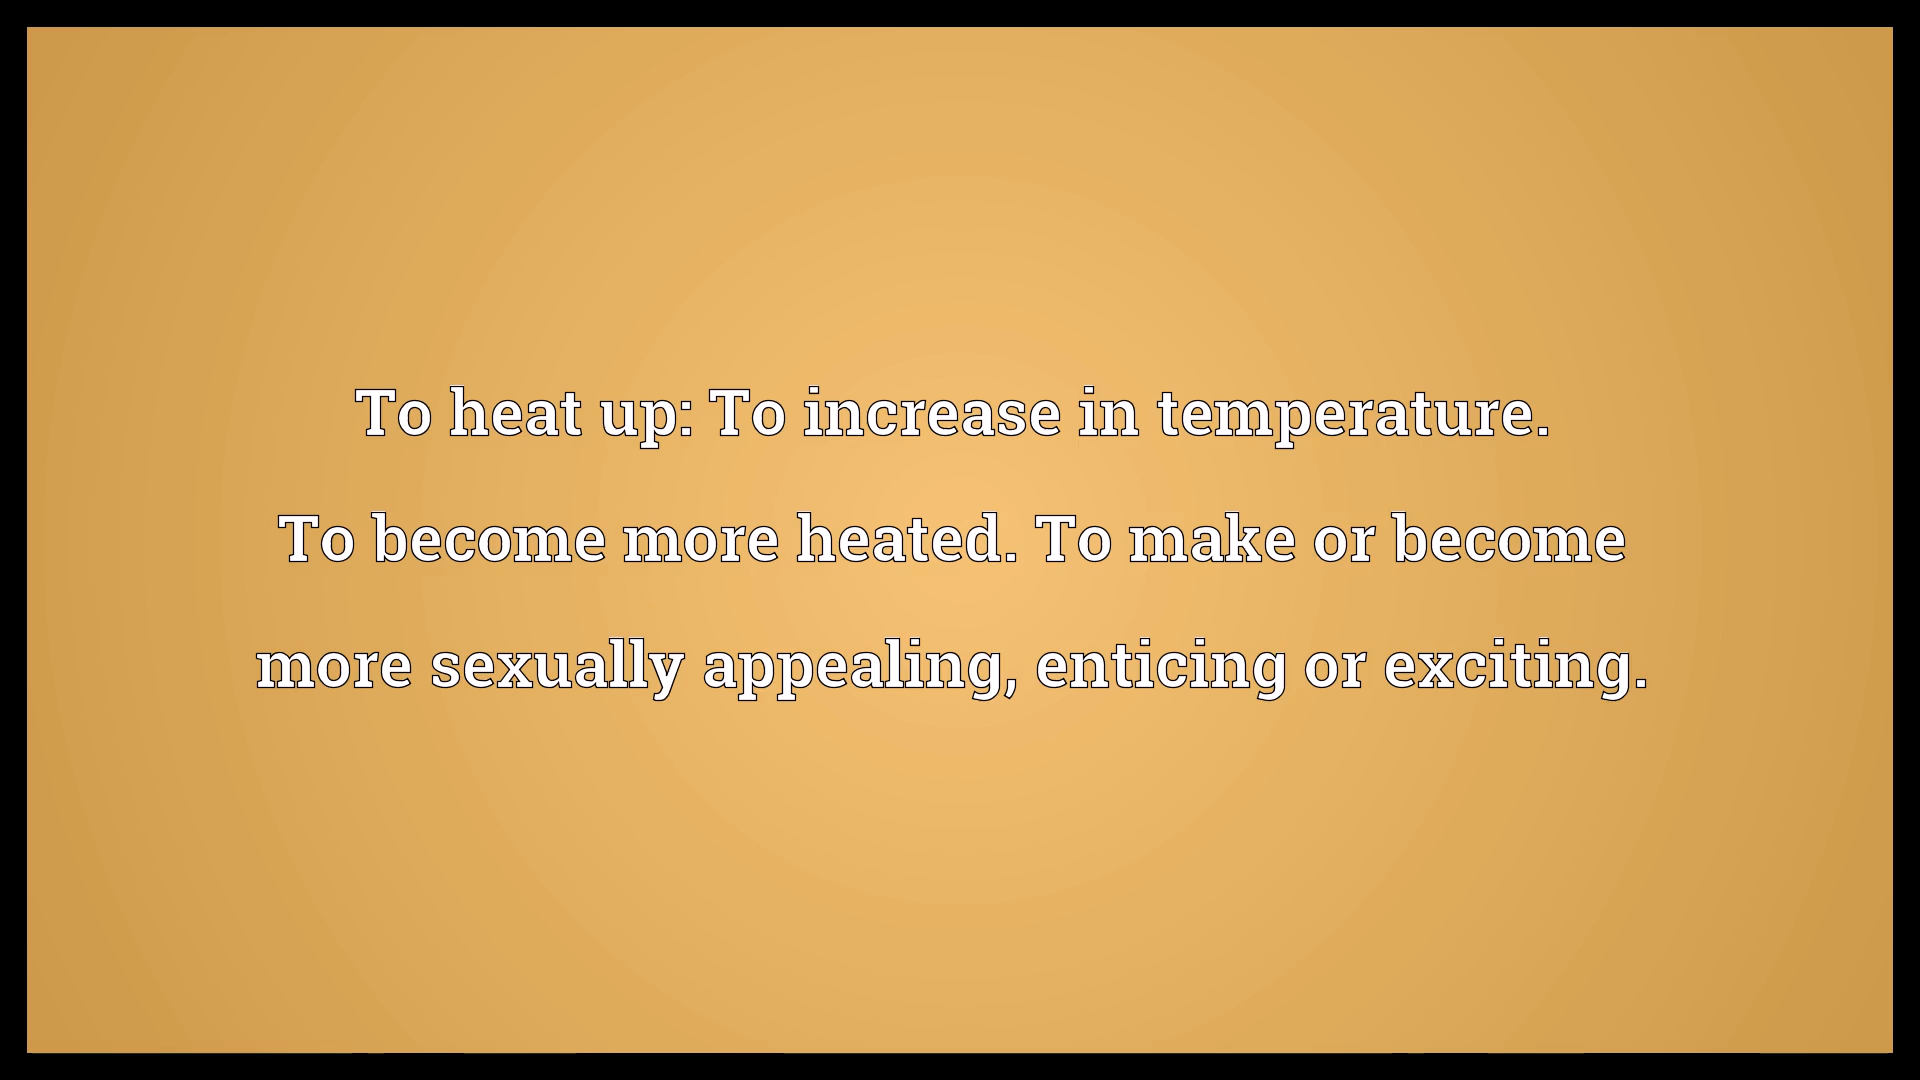 To heat up: To increase in temperature.
To become more heated. To make or become
more sexually appealing, enticing or exciting.